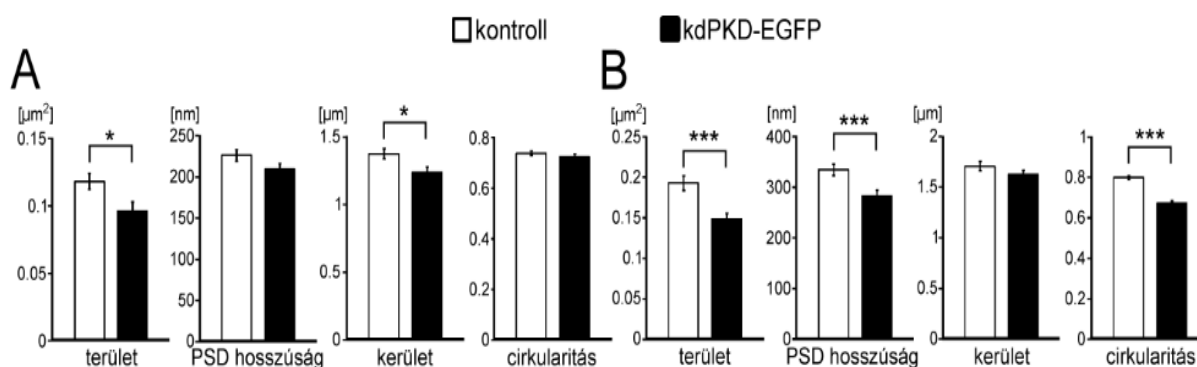 kontroll kdPKD-EGFP
A B
[µm²] [nm] [µm] [µm²] [nm] [µm]
0.15 250 1.5 0.8 0.25 400 2 1
* * *** *** ***
200 0.6 0.2 300 1.5 0.8
0.1 150 1 0.4 0.15 200 1 0.6
0.05 100 .5 0.2 0.1 100 0.5 0.4
50 0.05 0.2
0 0 0 0 0 0 0 0
terület PSD hosszúság kerület cirkularitás terület PSD hosszúság kerület cirkularitás